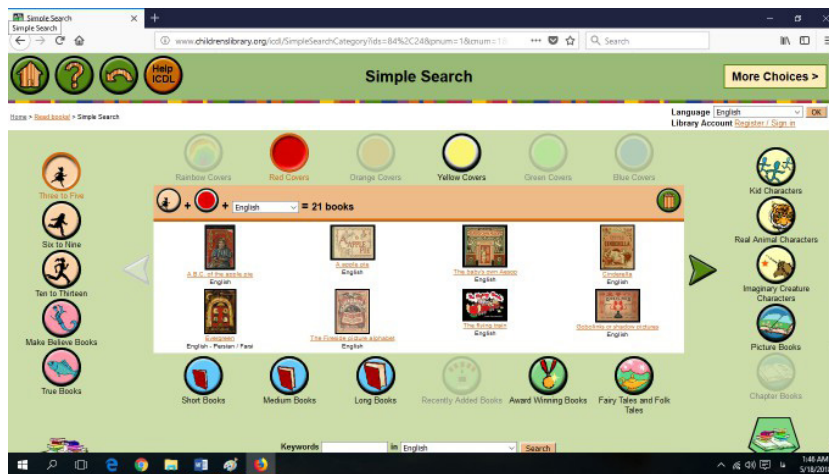 Simple Search
Simple Search
www.childrenslibrary.org/icdl/SimpleSearchCategory?ids=84%2C24&pnum=1&cnum=1
Search
Help ICDL
Simple Search
More Choices >
Home > Read books! > Simple Search
Language English OK
Library Account Register / Sign in
Rainbow Covers
Red Covers
Orange Covers
Yellow Covers
Green Covers
Blue Covers
Three to Five
Six to Nine
Ten to Thirteen
Make Believe Books
True Books
+ + English = 21 books
A B C, of the apple pie
English
A apple pie
English
The baby's own Aesop
English
Cinderella
English
Evergreen
English - Persian / Farsi
The Fireside picture alphabet
English
The flying train
English
Gobolinks or shadow pictures
English
Kid Characters
Real Animal Characters
Imaginary Creature
Characters
Picture Books
Chapter Books
Short Books
Medium Books
Long Books
Recently Added Books
Award Winning Books
Fairy Tales and Folk
Tales
Keywords in English Search
1:46 AM